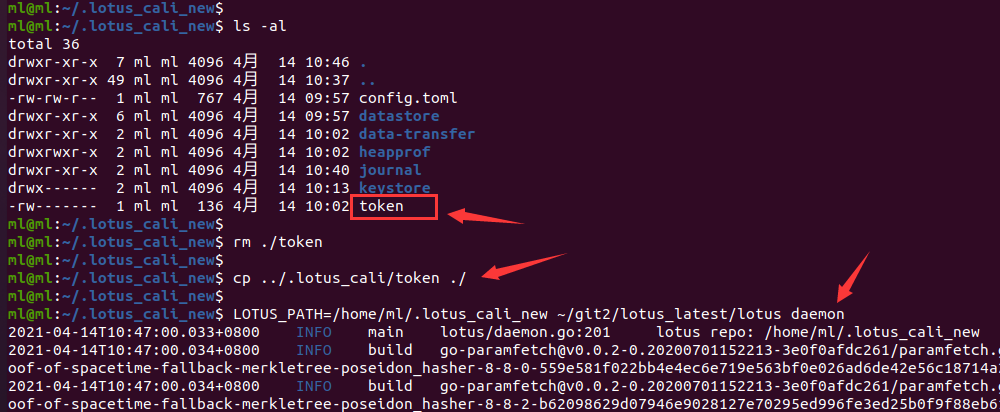 ml@ml:~/.lotus_cali_new$
ml@ml:~/.lotus_cali_new$ ls -al
total 36
drwxr-xr-x  7 ml ml 4096 4月  14 10:46 .
drwxr-xr-x 49 ml ml 4096 4月  14 10:37 ..
-rw-rw-r--  1 ml ml  767 4月  14 09:57 config.toml
drwxr-xr-x  6 ml ml 4096 4月  14 09:57 datastore
drwxr-xr-x  2 ml ml 4096 4月  14 10:02 data-transfer
drwxrwxr-x  2 ml ml 4096 4月  14 10:02 heapprof
drwxr-xr-x  2 ml ml 4096 4月  14 10:40 journal
drwx------  2 ml ml 4096 4月  14 10:13 keystore
-rw-------  1 ml ml  136 4月  14 10:02 token
ml@ml:~/.lotus_cali_new$
ml@ml:~/.lotus_cali_new$ rm ./token
ml@ml:~/.lotus_cali_new$
ml@ml:~/.lotus_cali_new$ cp ../.lotus_cali/token ./
ml@ml:~/.lotus_cali_new$
ml@ml:~/.lotus_cali_new$ LOTUS_PATH=/home/ml/.lotus_cali_new ~/git2/lotus_latest/lotus daemon
2021-04-14T10:47:00.033+0800    INFO    main    lotus/daemon.go:201     lotus repo: /home/ml/.lotus_cali_new
2021-04-14T10:47:00.034+0800    INFO    build   go-paramfetch@v0.0.2-0.20200701152213-3e0f0afdc261/paramfetch.g
oof-of-spacetime-fallback-merkletree-poseidon_hasher-8-8-0-559e581f022bb4e4ec6e719e563bf0e026ad6de42e56c18714a
2021-04-14T10:47:00.034+0800    INFO    build   go-paramfetch@v0.0.2-0.20200701152213-3e0f0afdc261/paramfetch.g
oof-of-spacetime-fallback-merkletree-poseidon_hasher-8-8-2-b62098629d07946e9028127e70295ed996fe3ed25b0f9f88eb6